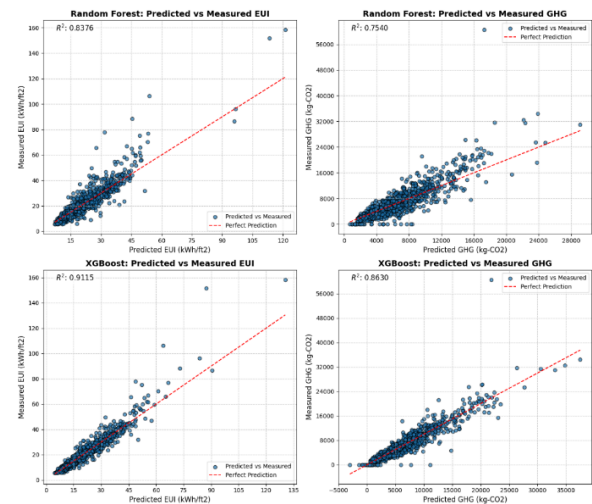 Random Forest: Predicted vs Measured EUI
R²: 0.8376
160
140
120
100
80
60
40
20
0
Measured EUI (kWh/ft2)
15
30
45
60
75
90
105
121
Predicted EUI (kWh/ft2)
Predicted vs Measured
Perfect Prediction
Random Forest: Predicted vs Measured GHG
R²: 0.7540
56000
48000
40000
32000
24000
16000
8000
0
Measured GHG (kg-CO2)
0
4000
8000
12000
16000
20000
24000
28000
Predicted GHG (kg-CO2)
Predicted vs Measured
Perfect Prediction
XGBoost: Predicted vs Measured EUI
R²: 0.9115
160
140
120
100
80
60
40
20
0
Measured EUI (kWh/ft2)
0
15
30
45
60
75
90
105
120
135
Predicted EUI (kWh/ft2)
Predicted vs Measured
Perfect Prediction
XGBoost: Predicted vs Measured GHG
R²: 0.8630
56000
48000
40000
32000
24000
16000
8000
0
Measured GHG (kg-CO2)
-5000
0
5000
10000
15000
20000
25000
30000
35000
Predicted GHG (kg-CO2)
Predicted vs Measured
Perfect Prediction